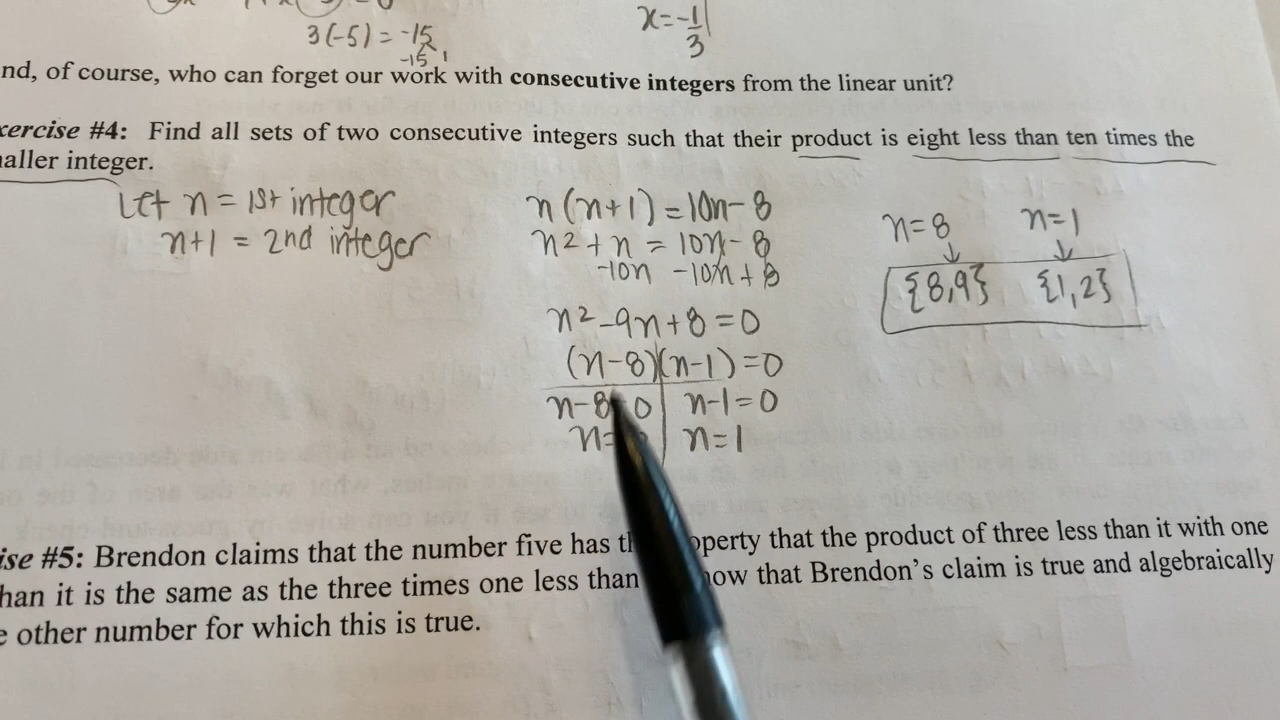 3(-5) = -15
-15, 1
x = -1/3
nd, of course, who can forget our work with consecutive integers from the linear unit?
xercise #4: Find all sets of two consecutive integers such that their product is eight less than ten times the
aller integer.
Let n = 1st integer
n+1 = 2nd integer
n(n+1) = 10n-8
n² + n = 10n - 8
-10n -10n + 8
n² - 9n + 8 = 0
(n-8)(n-1) = 0
n-8 0 | n-1=0
n= | n=1
n=8 n=1
↓ ↓
{8,9} {1,2}
ise #5: Brendon claims that the number five has operty that the product of three less than it with one
han it is the same as the three times one less than ow that Brendon's claim is true and algebraically
e other number for which this is true.